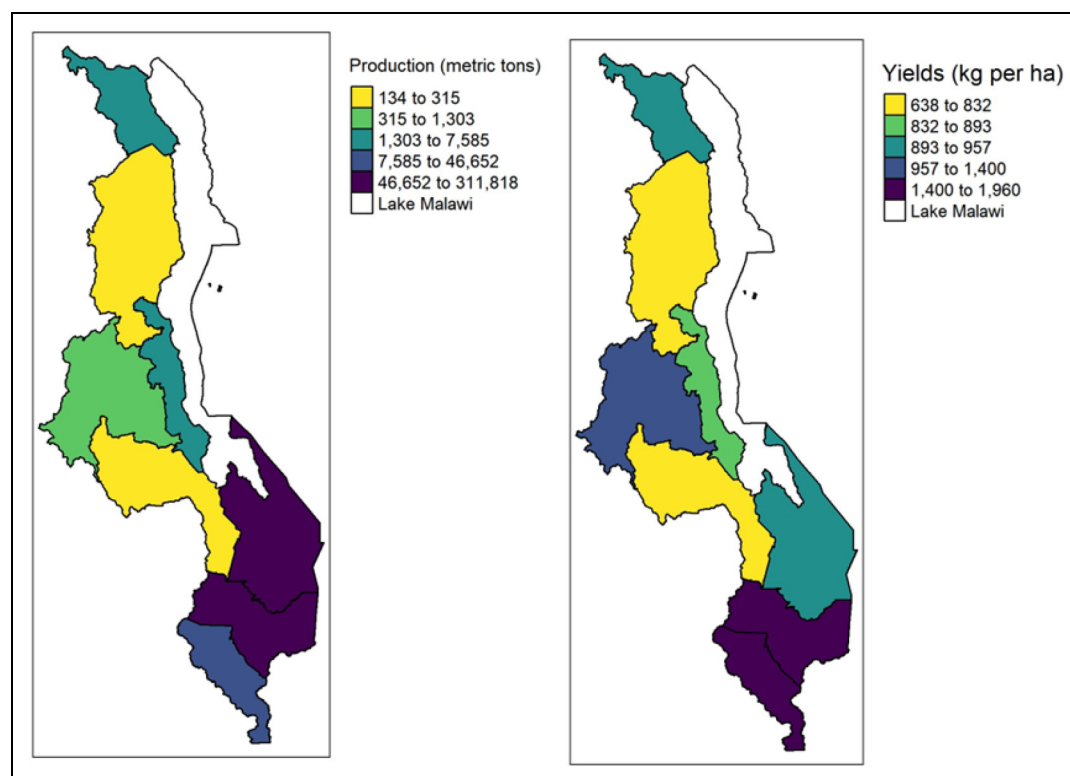 Production (metric tons)
134 to 315
315 to 1,303
1,303 to 7,585
7,585 to 46,652
46,652 to 311,818
Lake Malawi
Yields (kg per ha)
638 to 832
832 to 893
893 to 957
957 to 1,400
1,400 to 1,960
Lake Malawi